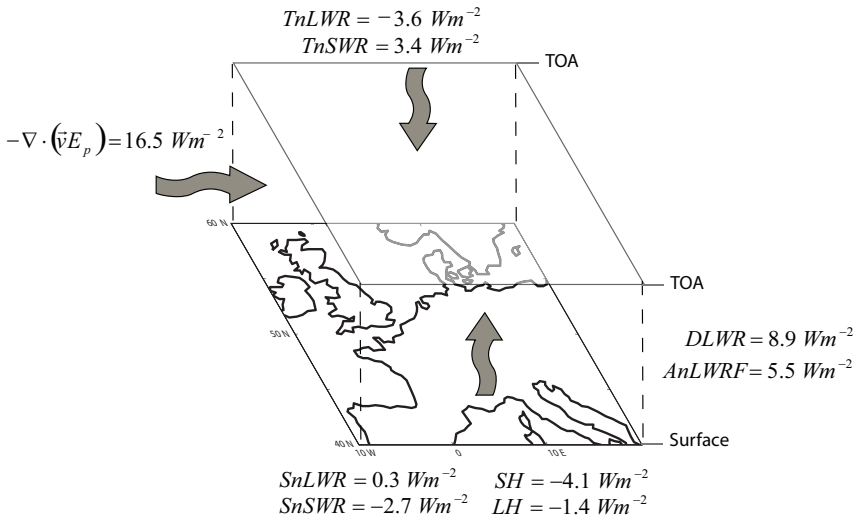 TnLWR = −3.6 Wm⁻²
TnSWR = 3.4 Wm⁻²
TOA
−∇·(v⃗E_p) = 16.5 Wm⁻²
60 N
TOA
50 N
DLWR = 8.9 Wm⁻²
AnLWRF = 5.5 Wm⁻²
40 N
Surface
10 W 0 10 E
SnLWR = 0.3 Wm⁻² SH = −4.1 Wm⁻²
SnSWR = −2.7 Wm⁻² LH = −1.4 Wm⁻²